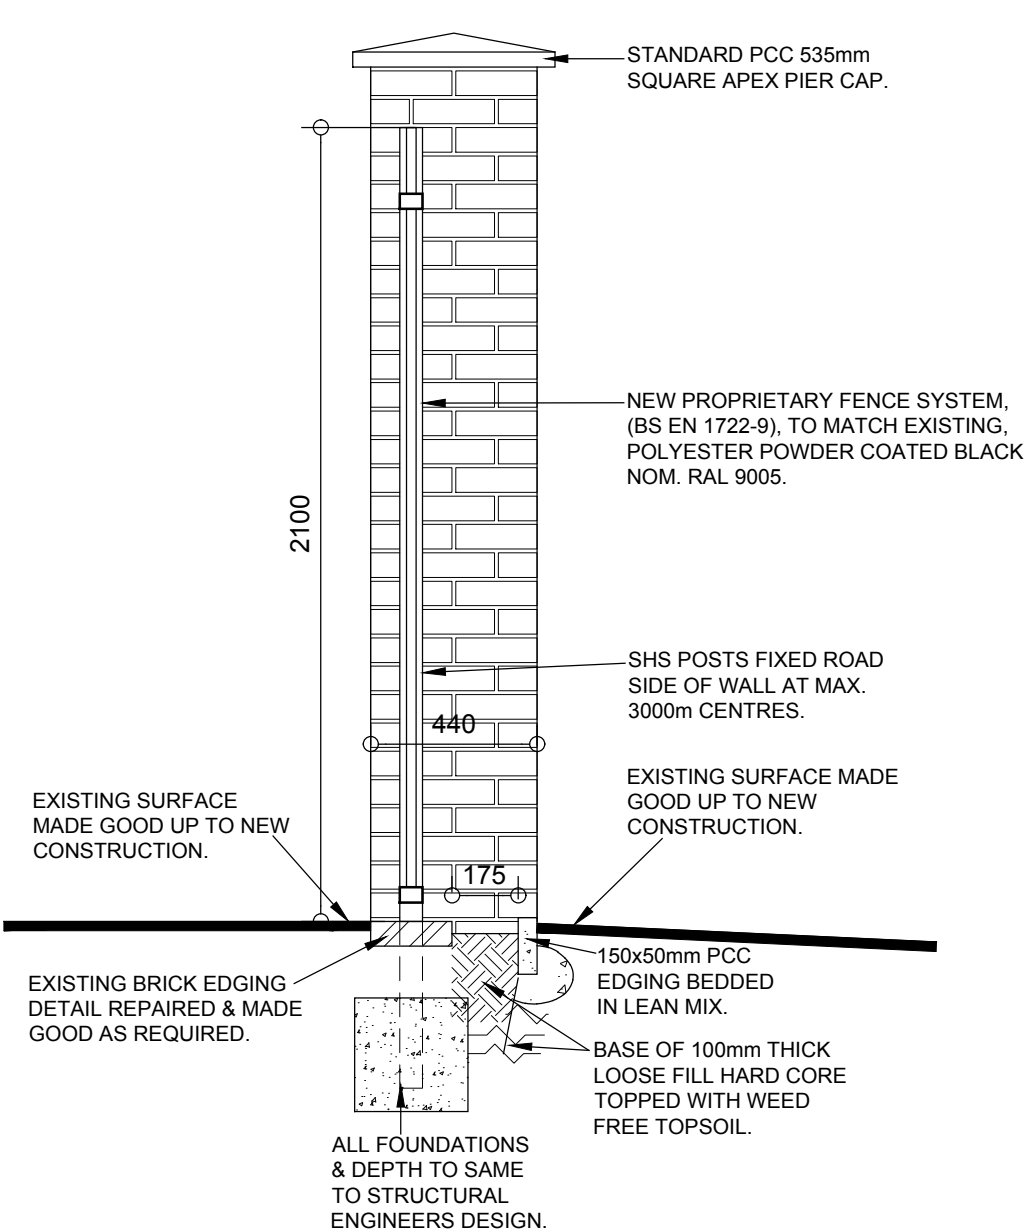 STANDARD PCC 535mm
SQUARE APEX PIER CAP.
NEW PROPRIETARY FENCE SYSTEM,
(BS EN 1722-9), TO MATCH EXISTING,
POLYESTER POWDER COATED BLACK
NOM. RAL 9005.
2100
SHS POSTS FIXED ROAD
SIDE OF WALL AT MAX.
3000m CENTRES.
440
EXISTING SURFACE MADE
GOOD UP TO NEW
CONSTRUCTION.
EXISTING SURFACE
MADE GOOD UP TO NEW
CONSTRUCTION.
175
150x50mm PCC
EDGING BEDDED
IN LEAN MIX.
EXISTING BRICK EDGING
DETAIL REPAIRED & MADE
GOOD AS REQUIRED.
BASE OF 100mm THICK
LOOSE FILL HARD CORE
TOPPED WITH WEED
FREE TOPSOIL.
ALL FOUNDATIONS
& DEPTH TO SAME
TO STRUCTURAL
ENGINEERS DESIGN.